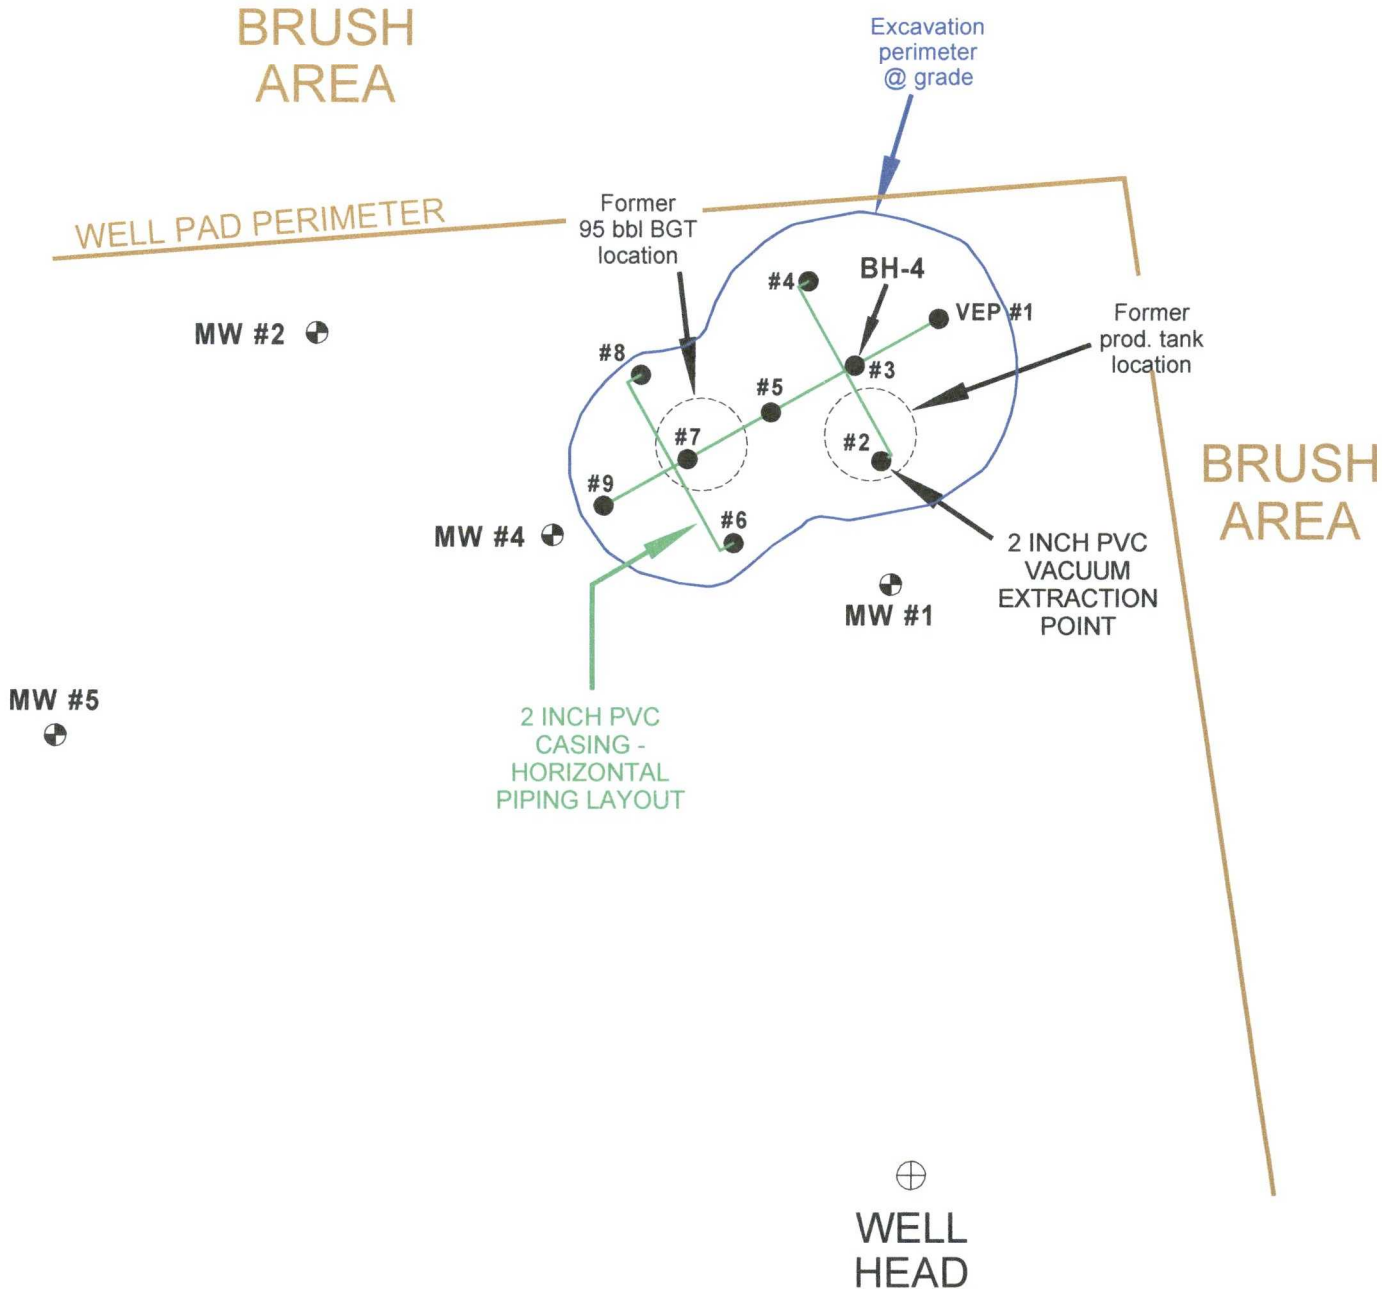 BRUSH
AREA
Excavation
perimeter
@ grade
WELL PAD PERIMETER
Former
95 bbl BGT
location
#4
BH-4
VEP #1
Former
prod. tank
location
MW #2
#8
#3
#5
#7
#2
#9
#6
BRUSH
AREA
MW #4
2 INCH PVC
VACUUM
EXTRACTION
POINT
MW #1
MW #5
2 INCH PVC
CASING -
HORIZONTAL
PIPING LAYOUT
WELL
HEAD